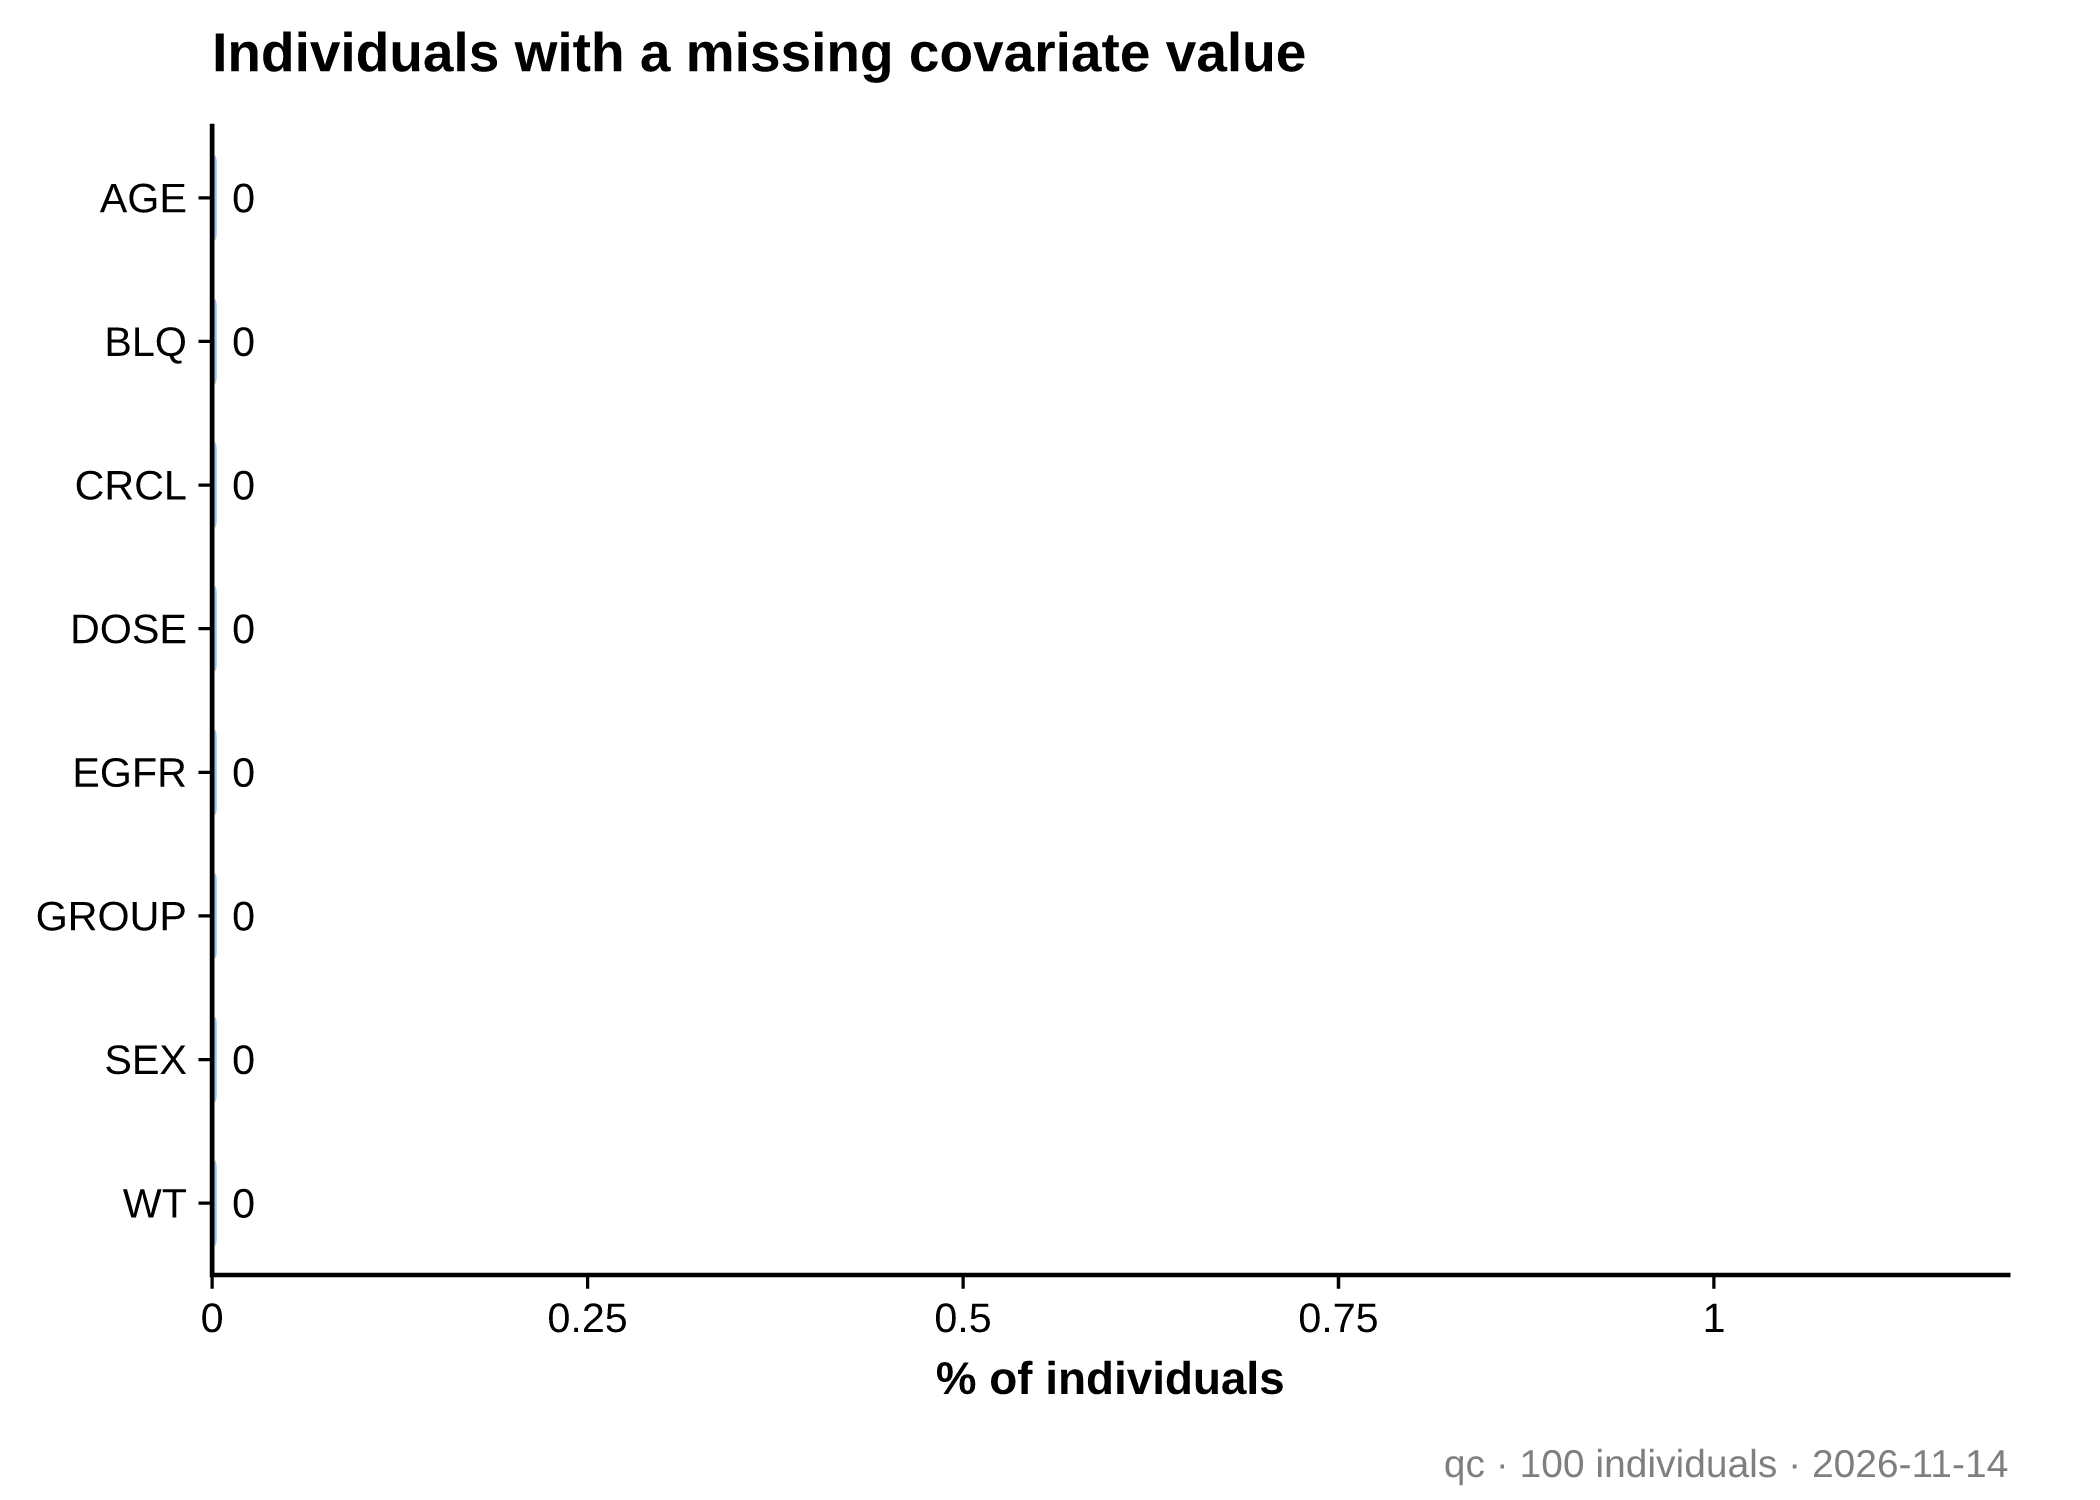 Individuals with a missing covariate value
AGE 0
BLQ 0
CRCL 0
DOSE 0
EGFR 0
GROUP 0
SEX 0
WT 0
0 0.25 0.5 0.75 1
% of individuals
qc · 100 individuals · 2026-11-14